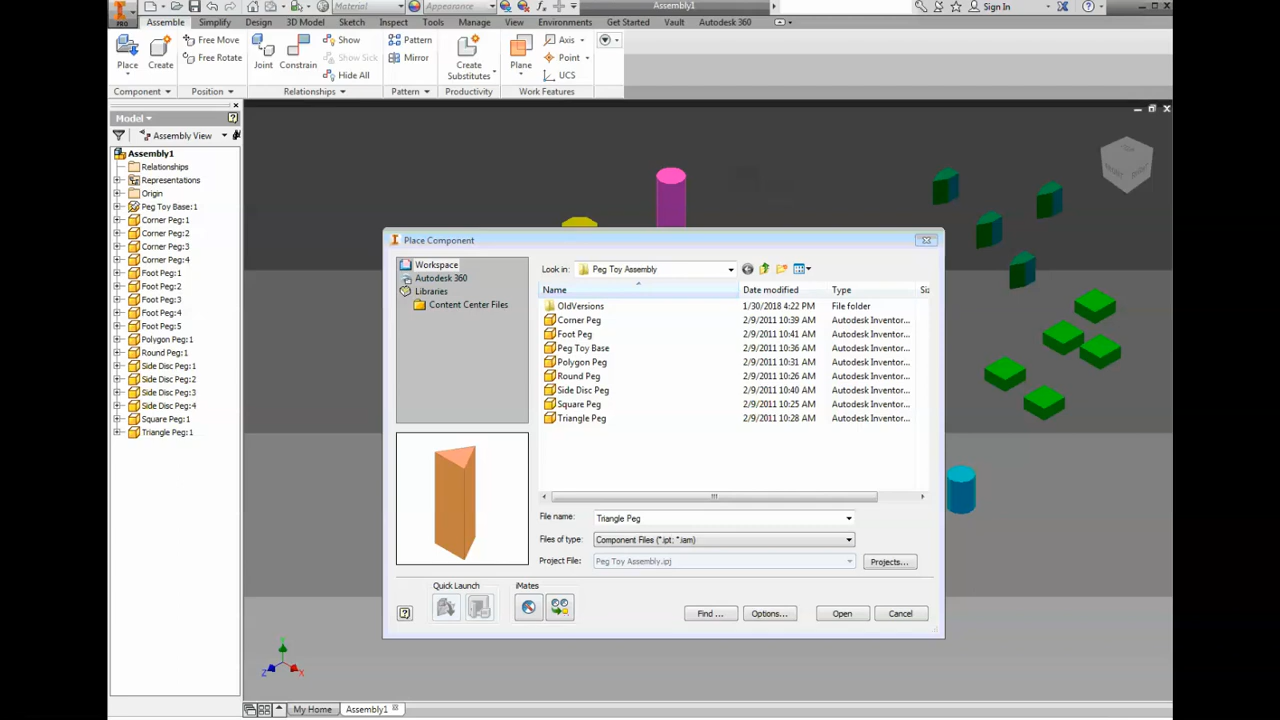 Material
Appearance
Assembly1
Sign In
PRO
Assemble Simplify Design 3D Model Sketch Inspect Tools Manage View Environments Get Started Vault Autodesk 360
Place
Create
Free Move
Free Rotate
Joint
Constrain
Show
Show Sick
Hide All
Pattern
Mirror
Create
Substitutes
Plane
Axis
Point
UCS
Component Position Relationships Pattern Productivity Work Features
Model
Assembly View
Assembly1
Relationships
Representations
Origin
Peg Toy Base:1
Corner Peg:1
Corner Peg:2
Corner Peg:3
Corner Peg:4
Foot Peg:1
Foot Peg:2
Foot Peg:3
Foot Peg:4
Foot Peg:5
Polygon Peg:1
Round Peg:1
Side Disc Peg:1
Side Disc Peg:2
Side Disc Peg:3
Side Disc Peg:4
Square Peg:1
Triangle Peg:1
Place Component
Workspace
Autodesk 360
Libraries
Content Center Files
Look in: Peg Toy Assembly
Name Date modified Type Si
OldVersions 1/30/2018 4:22 PM File folder
Corner Peg 2/9/2011 10:39 AM Autodesk Inventor...
Foot Peg 2/9/2011 10:41 AM Autodesk Inventor...
Peg Toy Base 2/9/2011 10:36 AM Autodesk Inventor...
Polygon Peg 2/9/2011 10:31 AM Autodesk Inventor...
Round Peg 2/9/2011 10:26 AM Autodesk Inventor...
Side Disc Peg 2/9/2011 10:40 AM Autodesk Inventor...
Square Peg 2/9/2011 10:25 AM Autodesk Inventor...
Triangle Peg 2/9/2011 10:28 AM Autodesk Inventor...
File name: Triangle Peg
Files of type: Component Files (*.ipt; *.iam)
Project File: Peg Toy Assembly.ipj Projects...
Quick Launch iMates
Find ... Options... Open Cancel
Y
Z X
My Home Assembly1